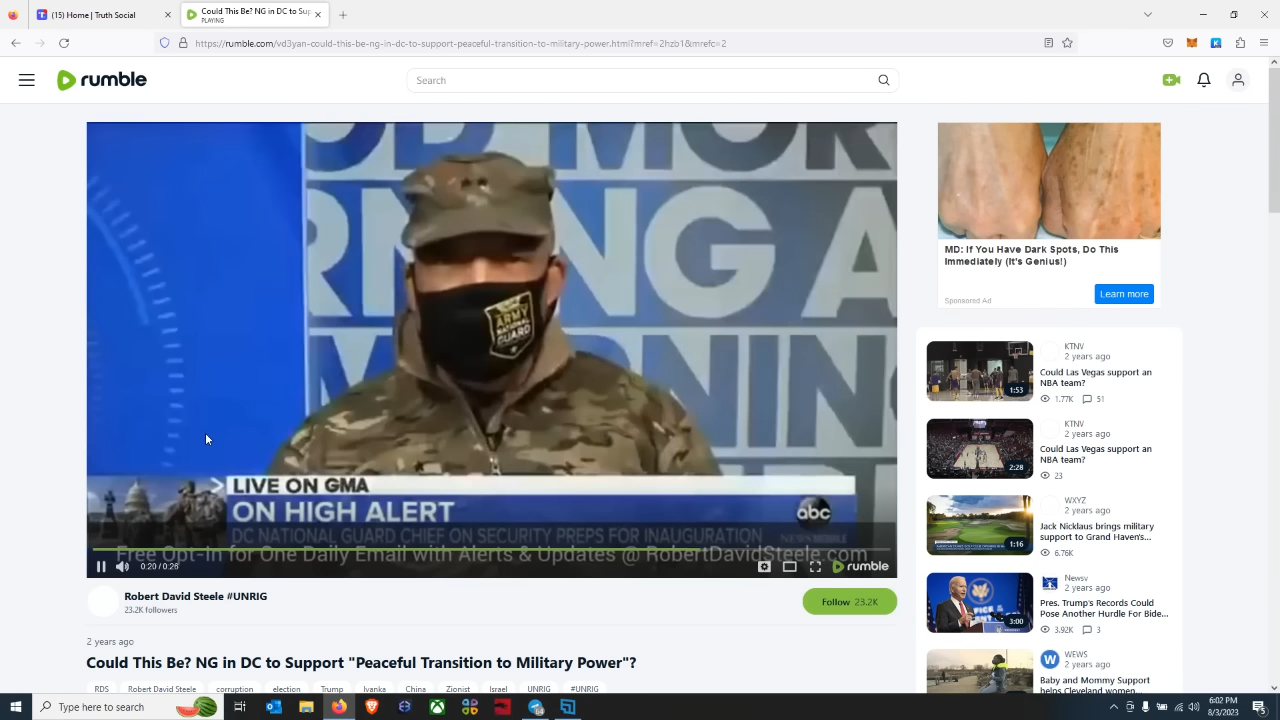 (15) Home | Truth Social
Could This Be? NG in DC to Sup
PLAYING
https://rumble.com/vd3yan-could-this-be-ng-in-dc-to-support-peaceful-transition-to-military-power.html?mref=2hzb1&mrefc=2
rumble
Search
ARMY
NATIONAL
GUARD
LIVE ON GMA
ON HIGH ALERT
abc
NATIONAL GUARD CHIEF ON SECURITY PREPS FOR INAUGURATION
Free Opt-In for the Daily Email with Alerts & Updates @ RobertDavidSteele.com
0:20 / 0:26
rumble
Robert David Steele #UNRIG
23.2K followers
Follow 23.2K
2 years ago
Could This Be? NG in DC to Support "Peaceful Transition to Military Power"?
RDS Robert David Steele corruption election Trump Ivanka China Zionist Israel UNRIG #UNRIG
MD: If You Have Dark Spots, Do This
Immediately (It's Genius!)
Sponsored Ad
Learn more
KTNV
2 years ago
Could Las Vegas support an
NBA team?
1.77K 51
1:53
KTNV
2 years ago
Could Las Vegas support an
NBA team?
23
2:28
WXYZ
2 years ago
Jack Nicklaus brings military
support to Grand Haven's...
6.76K
1:16
Newsv
2 years ago
Pres. Trump's Records Could
Pose Another Hurdle For Bide...
3.92K 3
3:00
W
WEWS
2 years ago
Baby and Mommy Support
helps Cleveland women
Type here to search
6:02 PM
8/3/2023